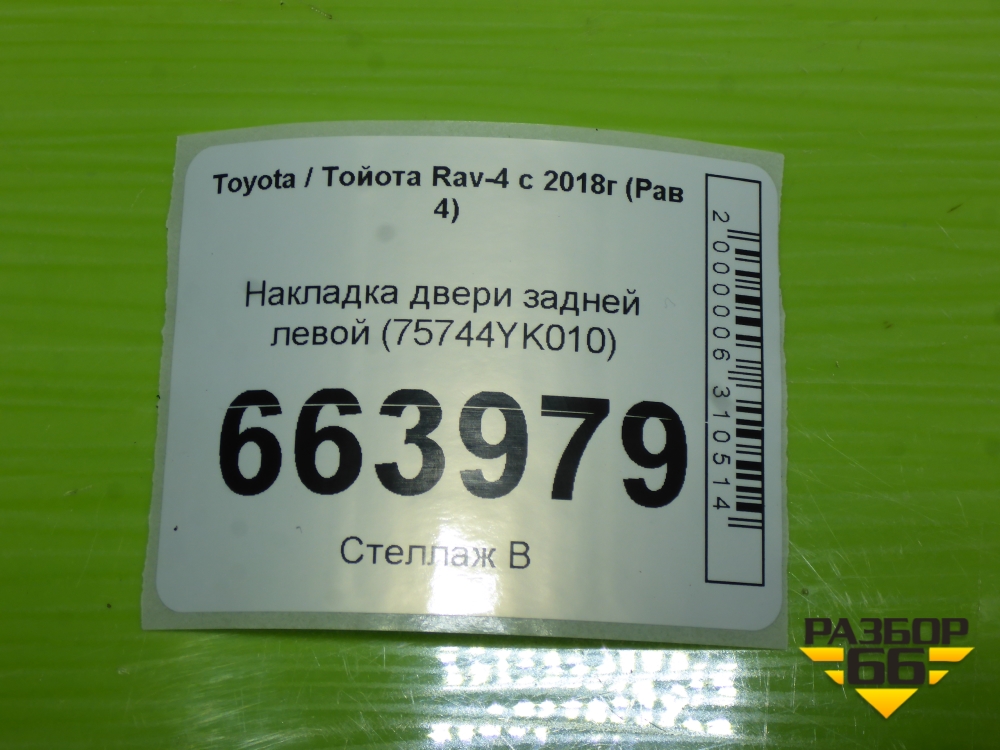 Toyota / Тойота Rav-4 с 2018г (Рав
4)
Накладка двери задней
левой (75744YK010)
663979
Стеллаж В
2000006310514
РАЗБОР
66